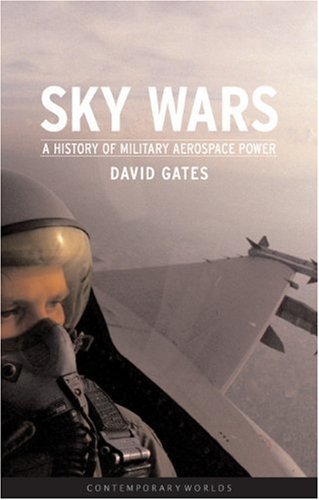 SKY WARS
A HISTORY OF MILITARY AEROSPACE POWER
DAVID GATES
CONTEMPORARY WORLDS